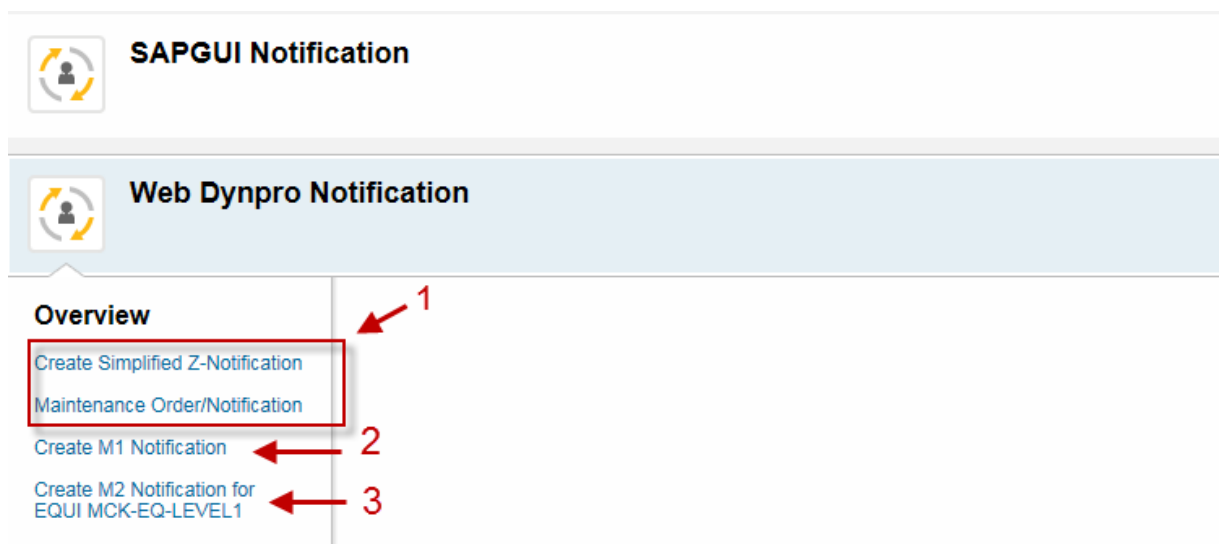 SAPGUI Notification
Web Dynpro Notification
Overview
1
Create Simplified Z-Notification
Maintenance Order/Notification
Create M1 Notification
2
Create M2 Notification for
EQUI MCK-EQ-LEVEL1
3